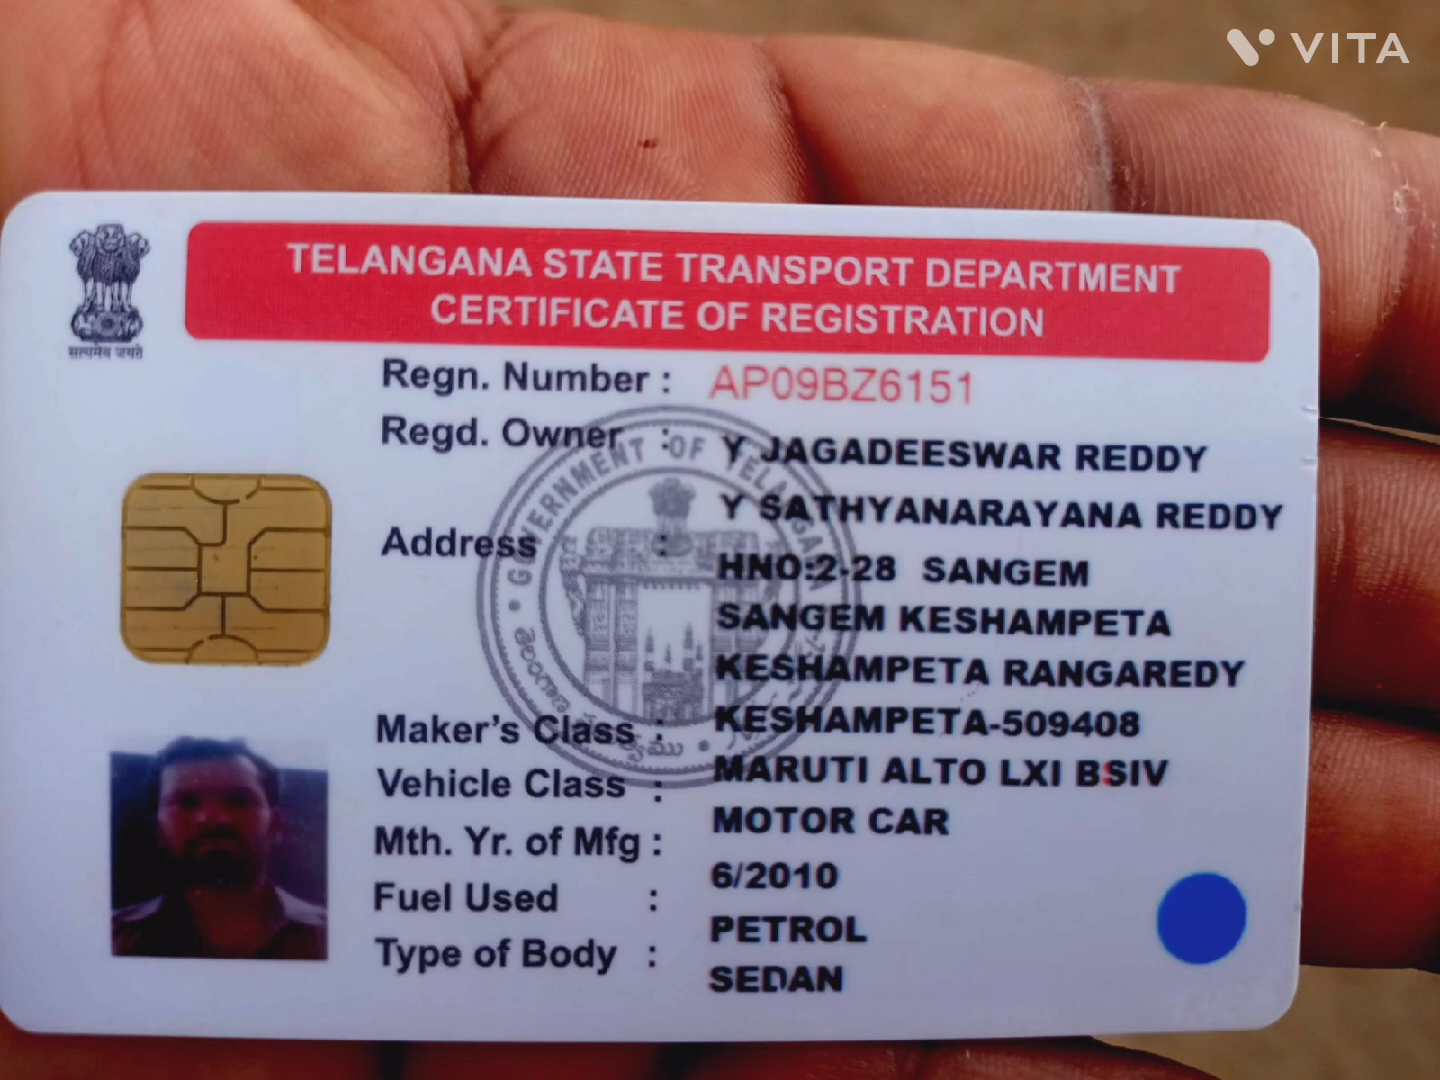 VITA
सत्यमेव जयते
TELANGANA STATE TRANSPORT DEPARTMENT
CERTIFICATE OF REGISTRATION
Regn. Number : AP09BZ6151
Regd. Owner : Y JAGADEESWAR REDDY
Y SATHYANARAYANA REDDY
Address : HNO:2-28 SANGEM
SANGEM KESHAMPETA
KESHAMPETA RANGAREDY
KESHAMPETA-509408
Maker's Class : MARUTI ALTO LXI BSIV
Vehicle Class : MOTOR CAR
Mth. Yr. of Mfg : 6/2010
Fuel Used : PETROL
Type of Body : SEDAN
GOVERNMENT OF TELANGANA